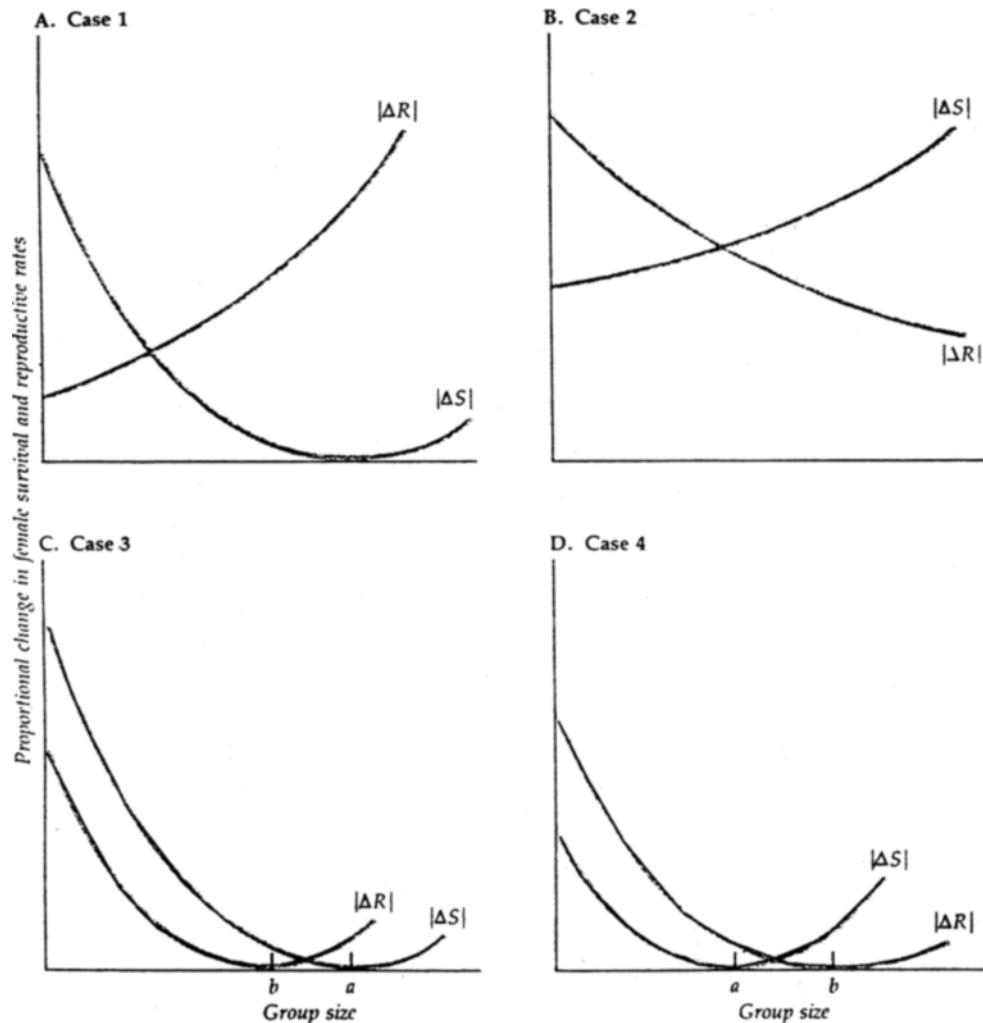 A. Case 1
B. Case 2
|ΔR|
|ΔS|
|ΔS|
|ΔR|
Proportional change in female survival and reproductive rates
C. Case 3
D. Case 4
|ΔR|
|ΔS|
|ΔS|
|ΔR|
b
a
a
b
Group size
Group size